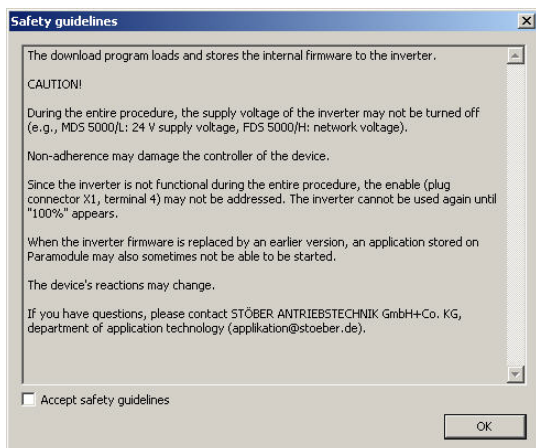 Safety guidelines
The download program loads and stores the internal firmware to the inverter.
CAUTION!
During the entire procedure, the supply voltage of the inverter may not be turned off
(e.g., MDS 5000/L: 24 V supply voltage, FDS 5000/H: network voltage).
Non-adherence may damage the controller of the device.
Since the inverter is not functional during the entire procedure, the enable (plug
connector X1, terminal 4) may not be addressed. The inverter cannot be used again until
"100%" appears.
When the inverter firmware is replaced by an earlier version, an application stored on
Paramodule may also sometimes not be able to be started.
The device's reactions may change.
If you have questions, please contact STÖBER ANTRIEBSTECHNIK GmbH+Co. KG,
department of application technology (applikation@stoeber.de).
Accept safety guidelines
OK